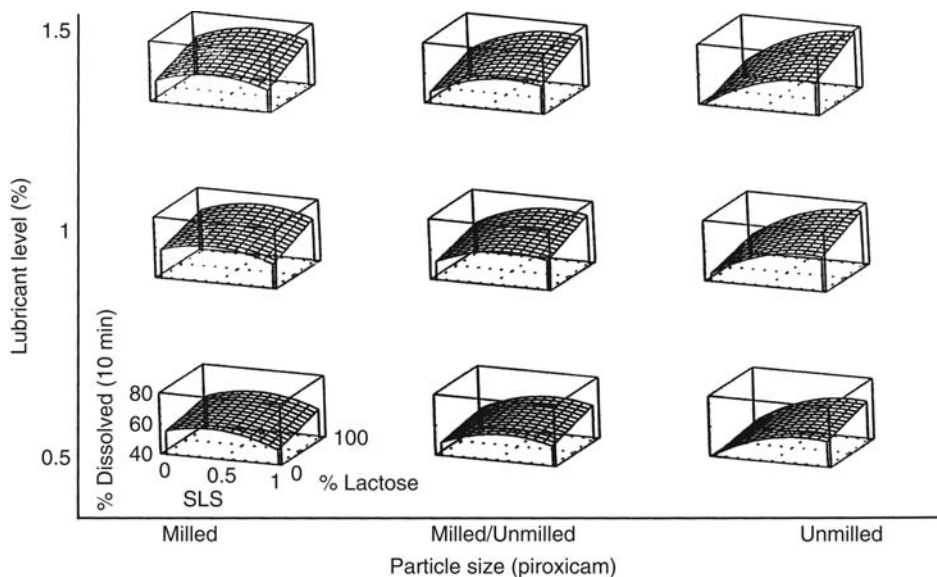 1.5
Lubricant level (%)
1
% Dissolved (10 min)
80
60
40
0.5
0
0.5
1
SLS
0
100
% Lactose
Milled
Milled/Unmilled
Unmilled
Particle size (piroxicam)